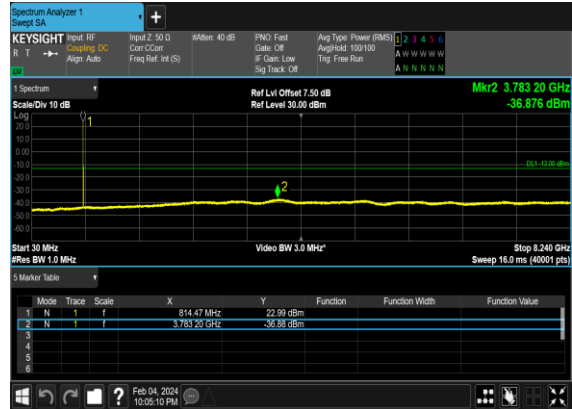 Spectrum Analyzer 1
Swept SA
+
KEYSIGHT Input: RF Input Z: 50 Ω #Atten: 40 dB PNO: Fast Avg Type: Power (RMS) 1 2 3 4 5 6
R T Coupling: DC Corr CCorr Gate: Off Avg|Hold: 100/100 A W W W W W
Align: Auto Freq Ref: Int (S) IF Gain: Low Trig: Free Run
Sig Track: Off A N N N N N
1 Spectrum Ref Lvl Offset 7.50 dB Mkr2 3.783 20 GHz
Scale/Div 10 dB Ref Level 30.00 dBm -36.876 dBm
Log
20.0
10.0
0.00
-10.0
-20.0
-30.0
-40.0
-50.0
-60.0
1
2
DL1 -13.00 dBm
Start 30 MHz Video BW 3.0 MHz* Stop 8.240 GHz
#Res BW 1.0 MHz Sweep 16.0 ms (40001 pts)
5 Marker Table
Mode Trace Scale X Y Function Function Width Function Value
1 N 1 f 814.47 MHz 22.99 dBm
2 N 1 f 3.783 20 GHz -36.88 dBm
3
4
5
6
? Feb 04, 2024
10:05:10 PM